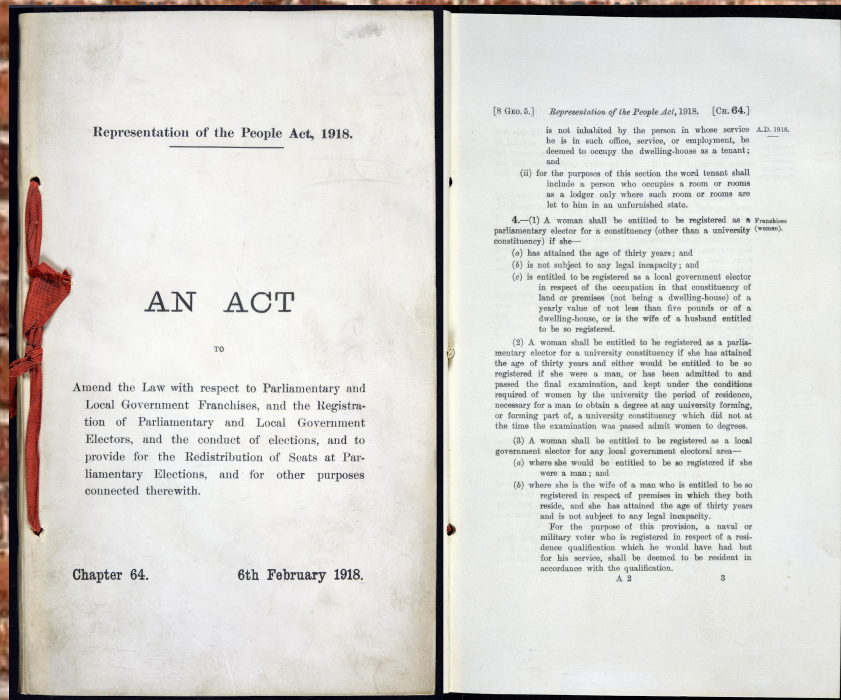 Representation of the People Act, 1918.
AN ACT
TO
Amend the Law with respect to Parliamentary and
Local Government Franchises, and the Registra-
tion of Parliamentary and Local Government
Electors, and the conduct of elections, and to
provide for the Redistribution of Seats at Par-
liamentary Elections, and for other purposes
connected therewith.
Chapter 64. 6th February 1918.
[8 GEO. 5.] Representation of the People Act, 1918. [CH. 64.]
is not inhabited by the person in whose service A.D. 1918.
he is in such office, service, or employment, be
deemed to occupy the dwelling-house as a tenant;
and
(ii) for the purposes of this section the word tenant shall
include a person who occupies a room or rooms
as a lodger only where such room or rooms are
let to him in an unfurnished state.
4.—(1) A woman shall be entitled to be registered as a Franchises
parliamentary elector for a constituency (other than a university (women).
constituency) if she—
(a) has attained the age of thirty years; and
(b) is not subject to any legal incapacity; and
(c) is entitled to be registered as a local government elector
in respect of the occupation in that constituency of
land or premises (not being a dwelling-house) of a
yearly value of not less than five pounds or of a
dwelling-house, or is the wife of a husband entitled
to be so registered.
(2) A woman shall be entitled to be registered as a parlia-
mentary elector for a university constituency if she has attained
the age of thirty years and either would be entitled to be so
registered if she were a man, or has been admitted to and
passed the final examination, and kept under the conditions
required of women by the university the period of residence,
necessary for a man to obtain a degree at any university forming,
or forming part of, a university constituency which did not at
the time the examination was passed admit women to degrees.
(3) A woman shall be entitled to be registered as a local
government elector for any local government electoral area—
(a) where she would be entitled to be so registered if she
were a man; and
(b) where she is the wife of a man who is entitled to be so
registered in respect of premises in which they both
reside, and she has attained the age of thirty years
and is not subject to any legal incapacity.
For the purpose of this provision, a naval or
military voter who is registered in respect of a resi-
dence qualification which he would have had but
for his service, shall be deemed to be resident in
accordance with the qualification.
A 2 3